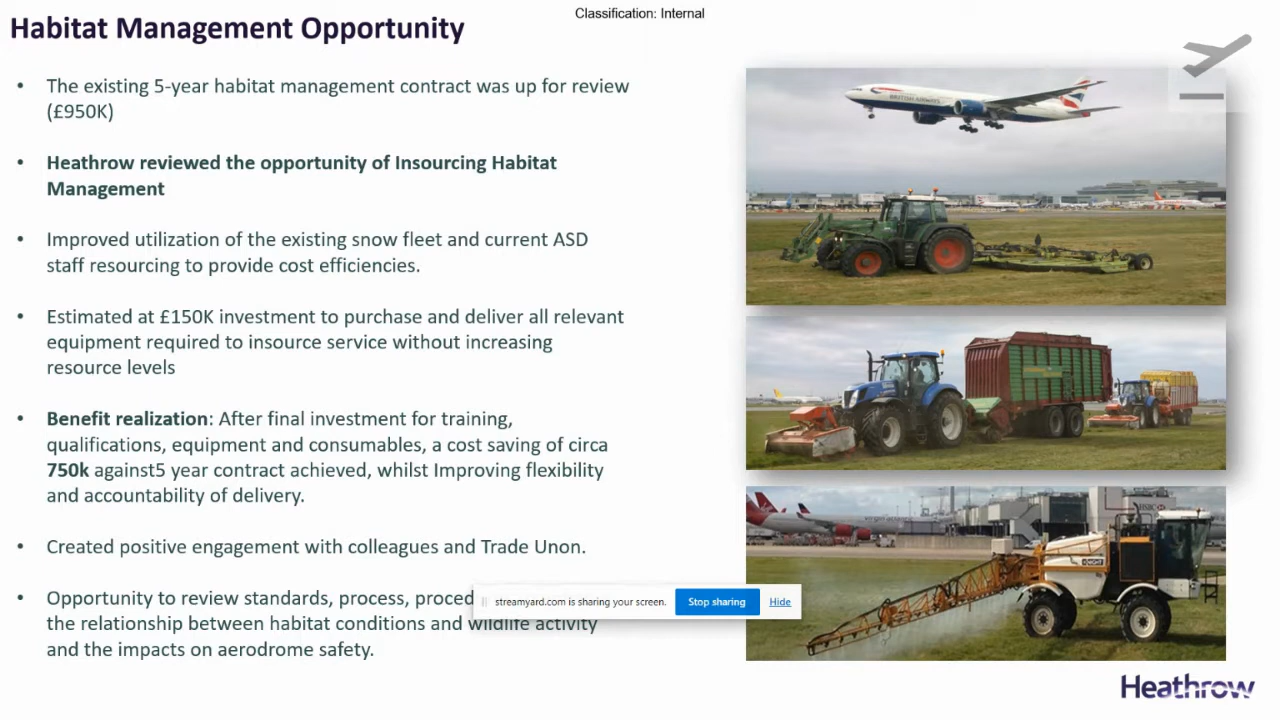 Classification: Internal
Habitat Management Opportunity
• The existing 5-year habitat management contract was up for review
(£950K)
• Heathrow reviewed the opportunity of Insourcing Habitat
Management
• Improved utilization of the existing snow fleet and current ASD
staff resourcing to provide cost efficiencies.
• Estimated at £150K investment to purchase and deliver all relevant
equipment required to insource service without increasing
resource levels
• Benefit realization: After final investment for training,
qualifications, equipment and consumables, a cost saving of circa
750k against5 year contract achieved, whilst Improving flexibility
and accountability of delivery.
• Created positive engagement with colleagues and Trade Unon.
• Opportunity to review standards, process, proced
the relationship between habitat conditions and wildlife activity
and the impacts on aerodrome safety.
streamyard.com is sharing your screen. Stop sharing Hide
BRITISH AIRWAYS
HSBC
Heathrow